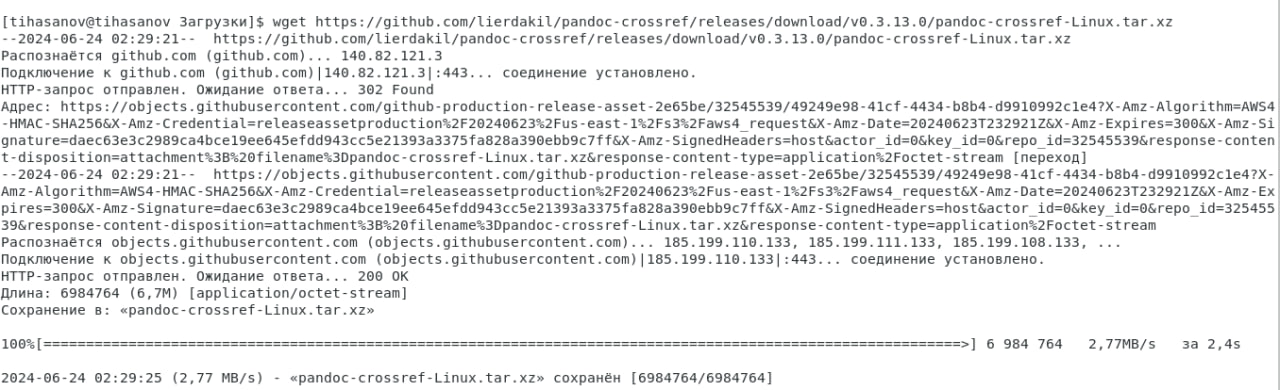 [tihasanov@tihasanov Загрузки]$ wget https://github.com/lierdakil/pandoc-crossref/releases/download/v0.3.13.0/pandoc-crossref-Linux.tar.xz
--2024-06-24 02:29:21--  https://github.com/lierdakil/pandoc-crossref/releases/download/v0.3.13.0/pandoc-crossref-Linux.tar.xz
Распознаётся github.com (github.com)... 140.82.121.3
Подключение к github.com (github.com)|140.82.121.3|:443... соединение установлено.
HTTP-запрос отправлен. Ожидание ответа... 302 Found
Адрес: https://objects.githubusercontent.com/github-production-release-asset-2e65be/32545539/49249e98-41cf-4434-b8b4-d9910992c1e4?X-Amz-Algorithm=AWS4
-HMAC-SHA256&X-Amz-Credential=releaseassetproduction%2F20240623%2Fus-east-1%2Fs3%2Faws4_request&X-Amz-Date=20240623T232921Z&X-Amz-Expires=300&X-Amz-Si
gnature=daec63e3c2989ca4bce19ee645efdd943cc5e21393a3375fa828a390ebb9c7ff&X-Amz-SignedHeaders=host&actor_id=0&key_id=0&repo_id=32545539&response-conten
t-disposition=attachment%3B%20filename%3Dpandoc-crossref-Linux.tar.xz&response-content-type=application%2Foctet-stream [переход]
--2024-06-24 02:29:21--  https://objects.githubusercontent.com/github-production-release-asset-2e65be/32545539/49249e98-41cf-4434-b8b4-d9910992c1e4?X-
Amz-Algorithm=AWS4-HMAC-SHA256&X-Amz-Credential=releaseassetproduction%2F20240623%2Fus-east-1%2Fs3%2Faws4_request&X-Amz-Date=20240623T232921Z&X-Amz-Ex
pires=300&X-Amz-Signature=daec63e3c2989ca4bce19ee645efdd943cc5e21393a3375fa828a390ebb9c7ff&X-Amz-SignedHeaders=host&actor_id=0&key_id=0&repo_id=325455
39&response-content-disposition=attachment%3B%20filename%3Dpandoc-crossref-Linux.tar.xz&response-content-type=application%2Foctet-stream
Распознаётся objects.githubusercontent.com (objects.githubusercontent.com)... 185.199.110.133, 185.199.111.133, 185.199.108.133, ...
Подключение к objects.githubusercontent.com (objects.githubusercontent.com)|185.199.110.133|:443... соединение установлено.
HTTP-запрос отправлен. Ожидание ответа... 200 OK
Длина: 6984764 (6,7M) [application/octet-stream]
Сохранение в: «pandoc-crossref-Linux.tar.xz»
100%[=============================================================================================================>] 6 984 764   2,77MB/s   за 2,4s
2024-06-24 02:29:25 (2,77 MB/s) - «pandoc-crossref-Linux.tar.xz» сохранён [6984764/6984764]